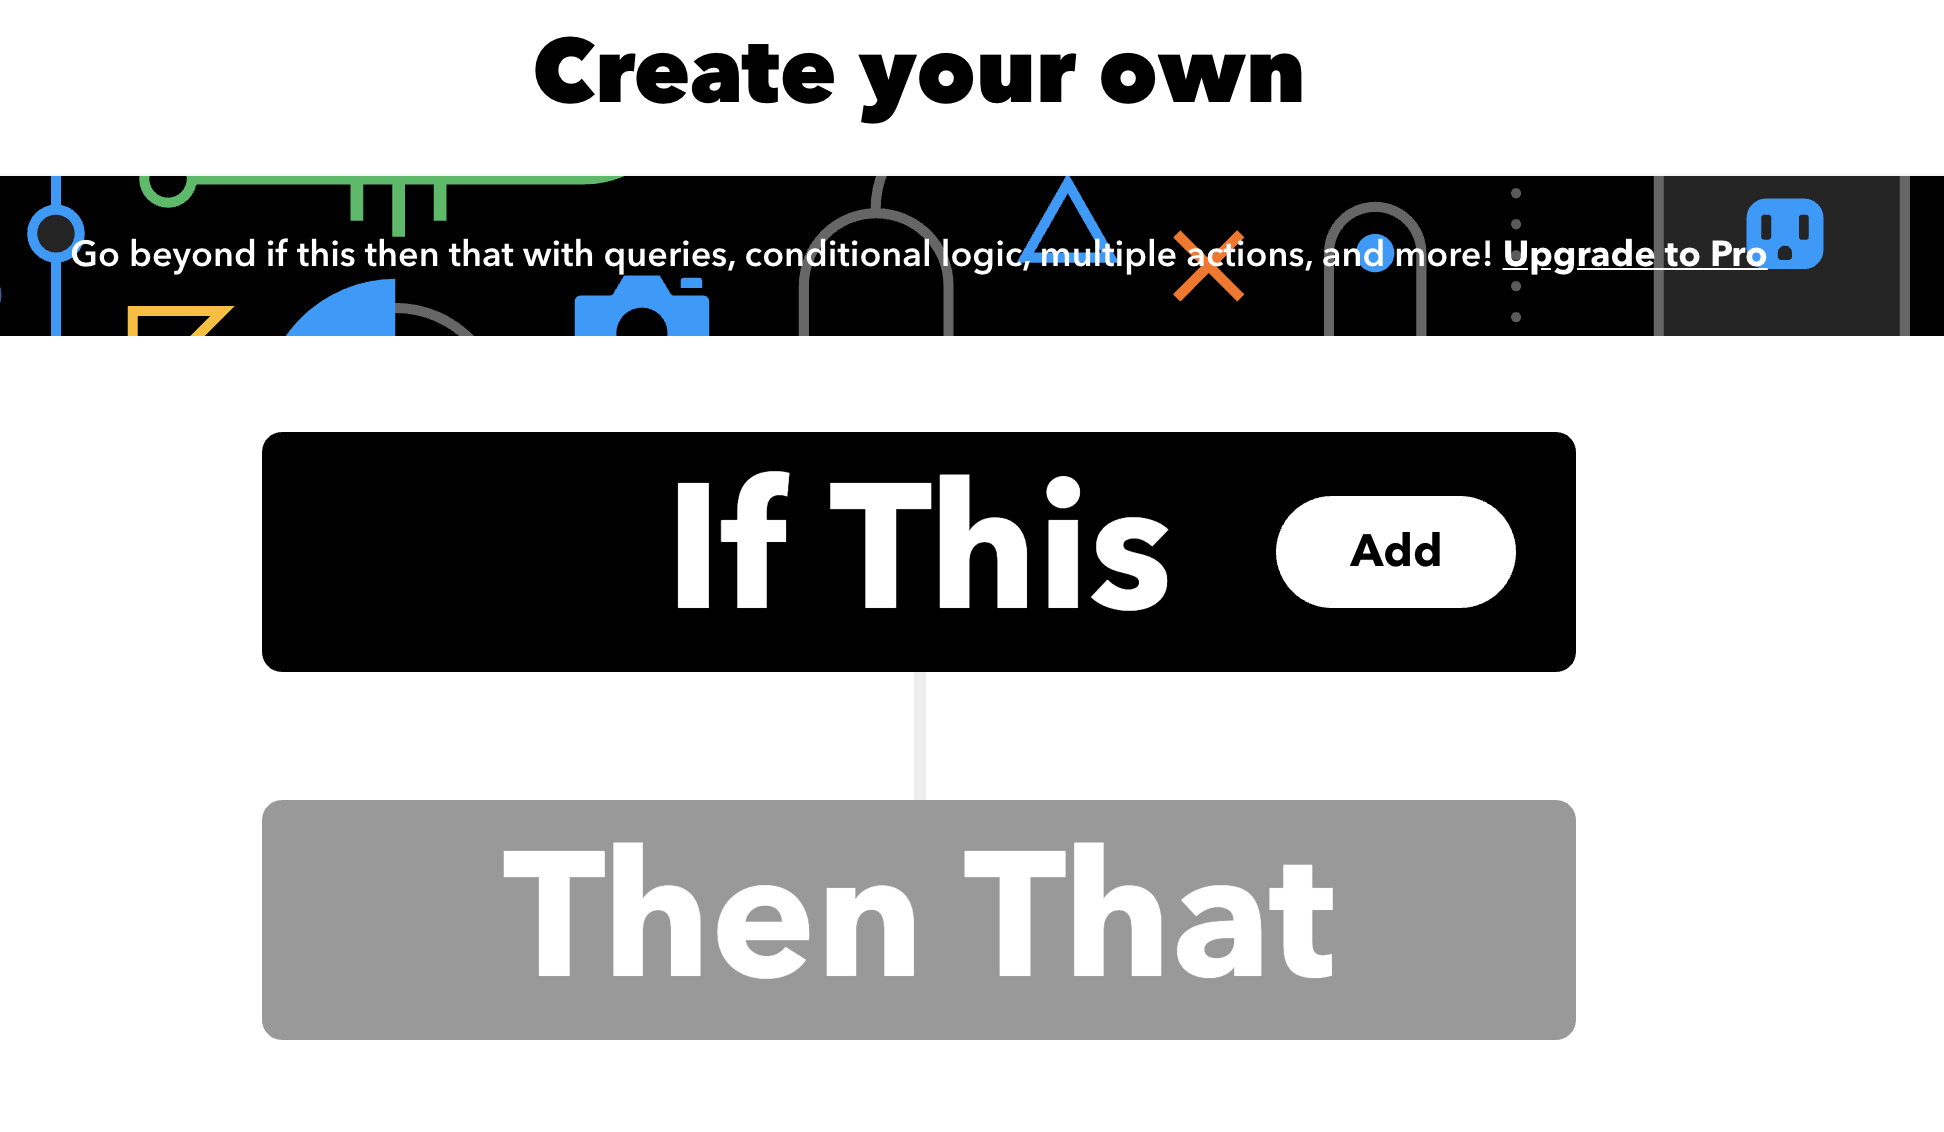 Create your own
Go beyond if this then that with queries, conditional logic, multiple actions, and more! Upgrade to Pro
If This
Add
Then That